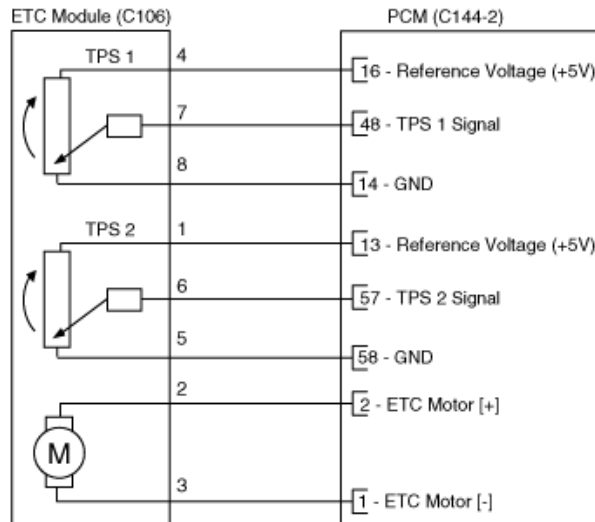 ETC Module (C106) PCM (C144-2)
TPS 1 4 16 - Reference Voltage (+5V)
7 48 - TPS 1 Signal
8 14 - GND
TPS 2 1 13 - Reference Voltage (+5V)
6 57 - TPS 2 Signal
5 58 - GND
2 2 - ETC Motor [+]
M
3 1 - ETC Motor [-]